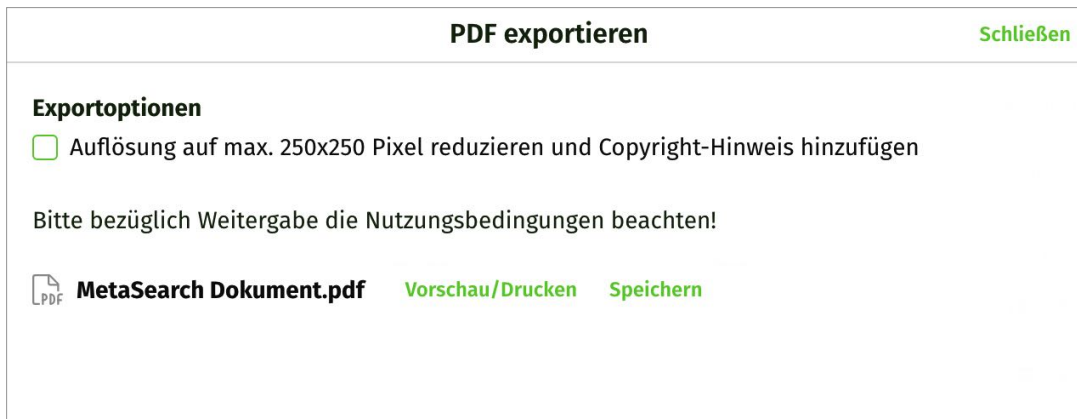 PDF exportieren
Schließen
Exportoptionen
Auflösung auf max. 250x250 Pixel reduzieren und Copyright-Hinweis hinzufügen
Bitte bezüglich Weitergabe die Nutzungsbedingungen beachten!
PDF MetaSearch Dokument.pdf Vorschau/Drucken Speichern